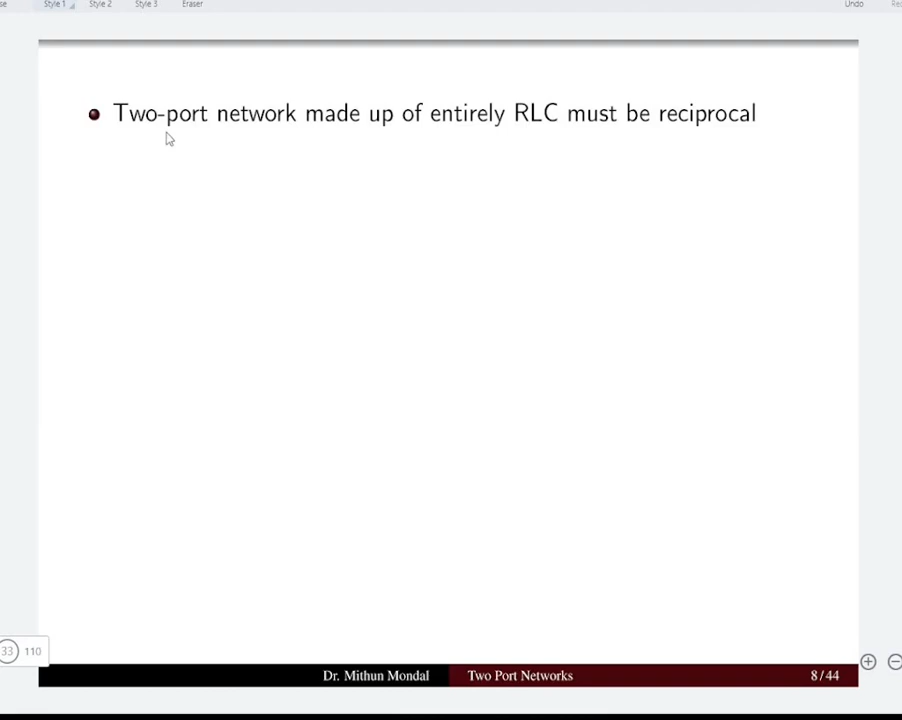 Style 1 Style 2 Style 3 Eraser Undo
Two-port network made up of entirely RLC must be reciprocal
33 110
Dr. Mithun Mondal Two Port Networks 8/44